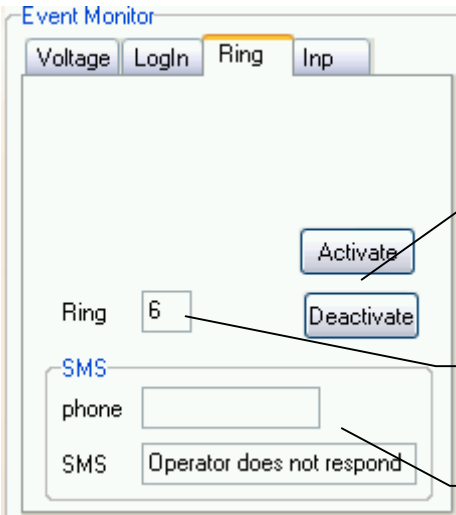 Event Monitor
Voltage LogIn Ring Inp
Activate
Ring 6 Deactivate
SMS
phone
SMS Operator does not respond